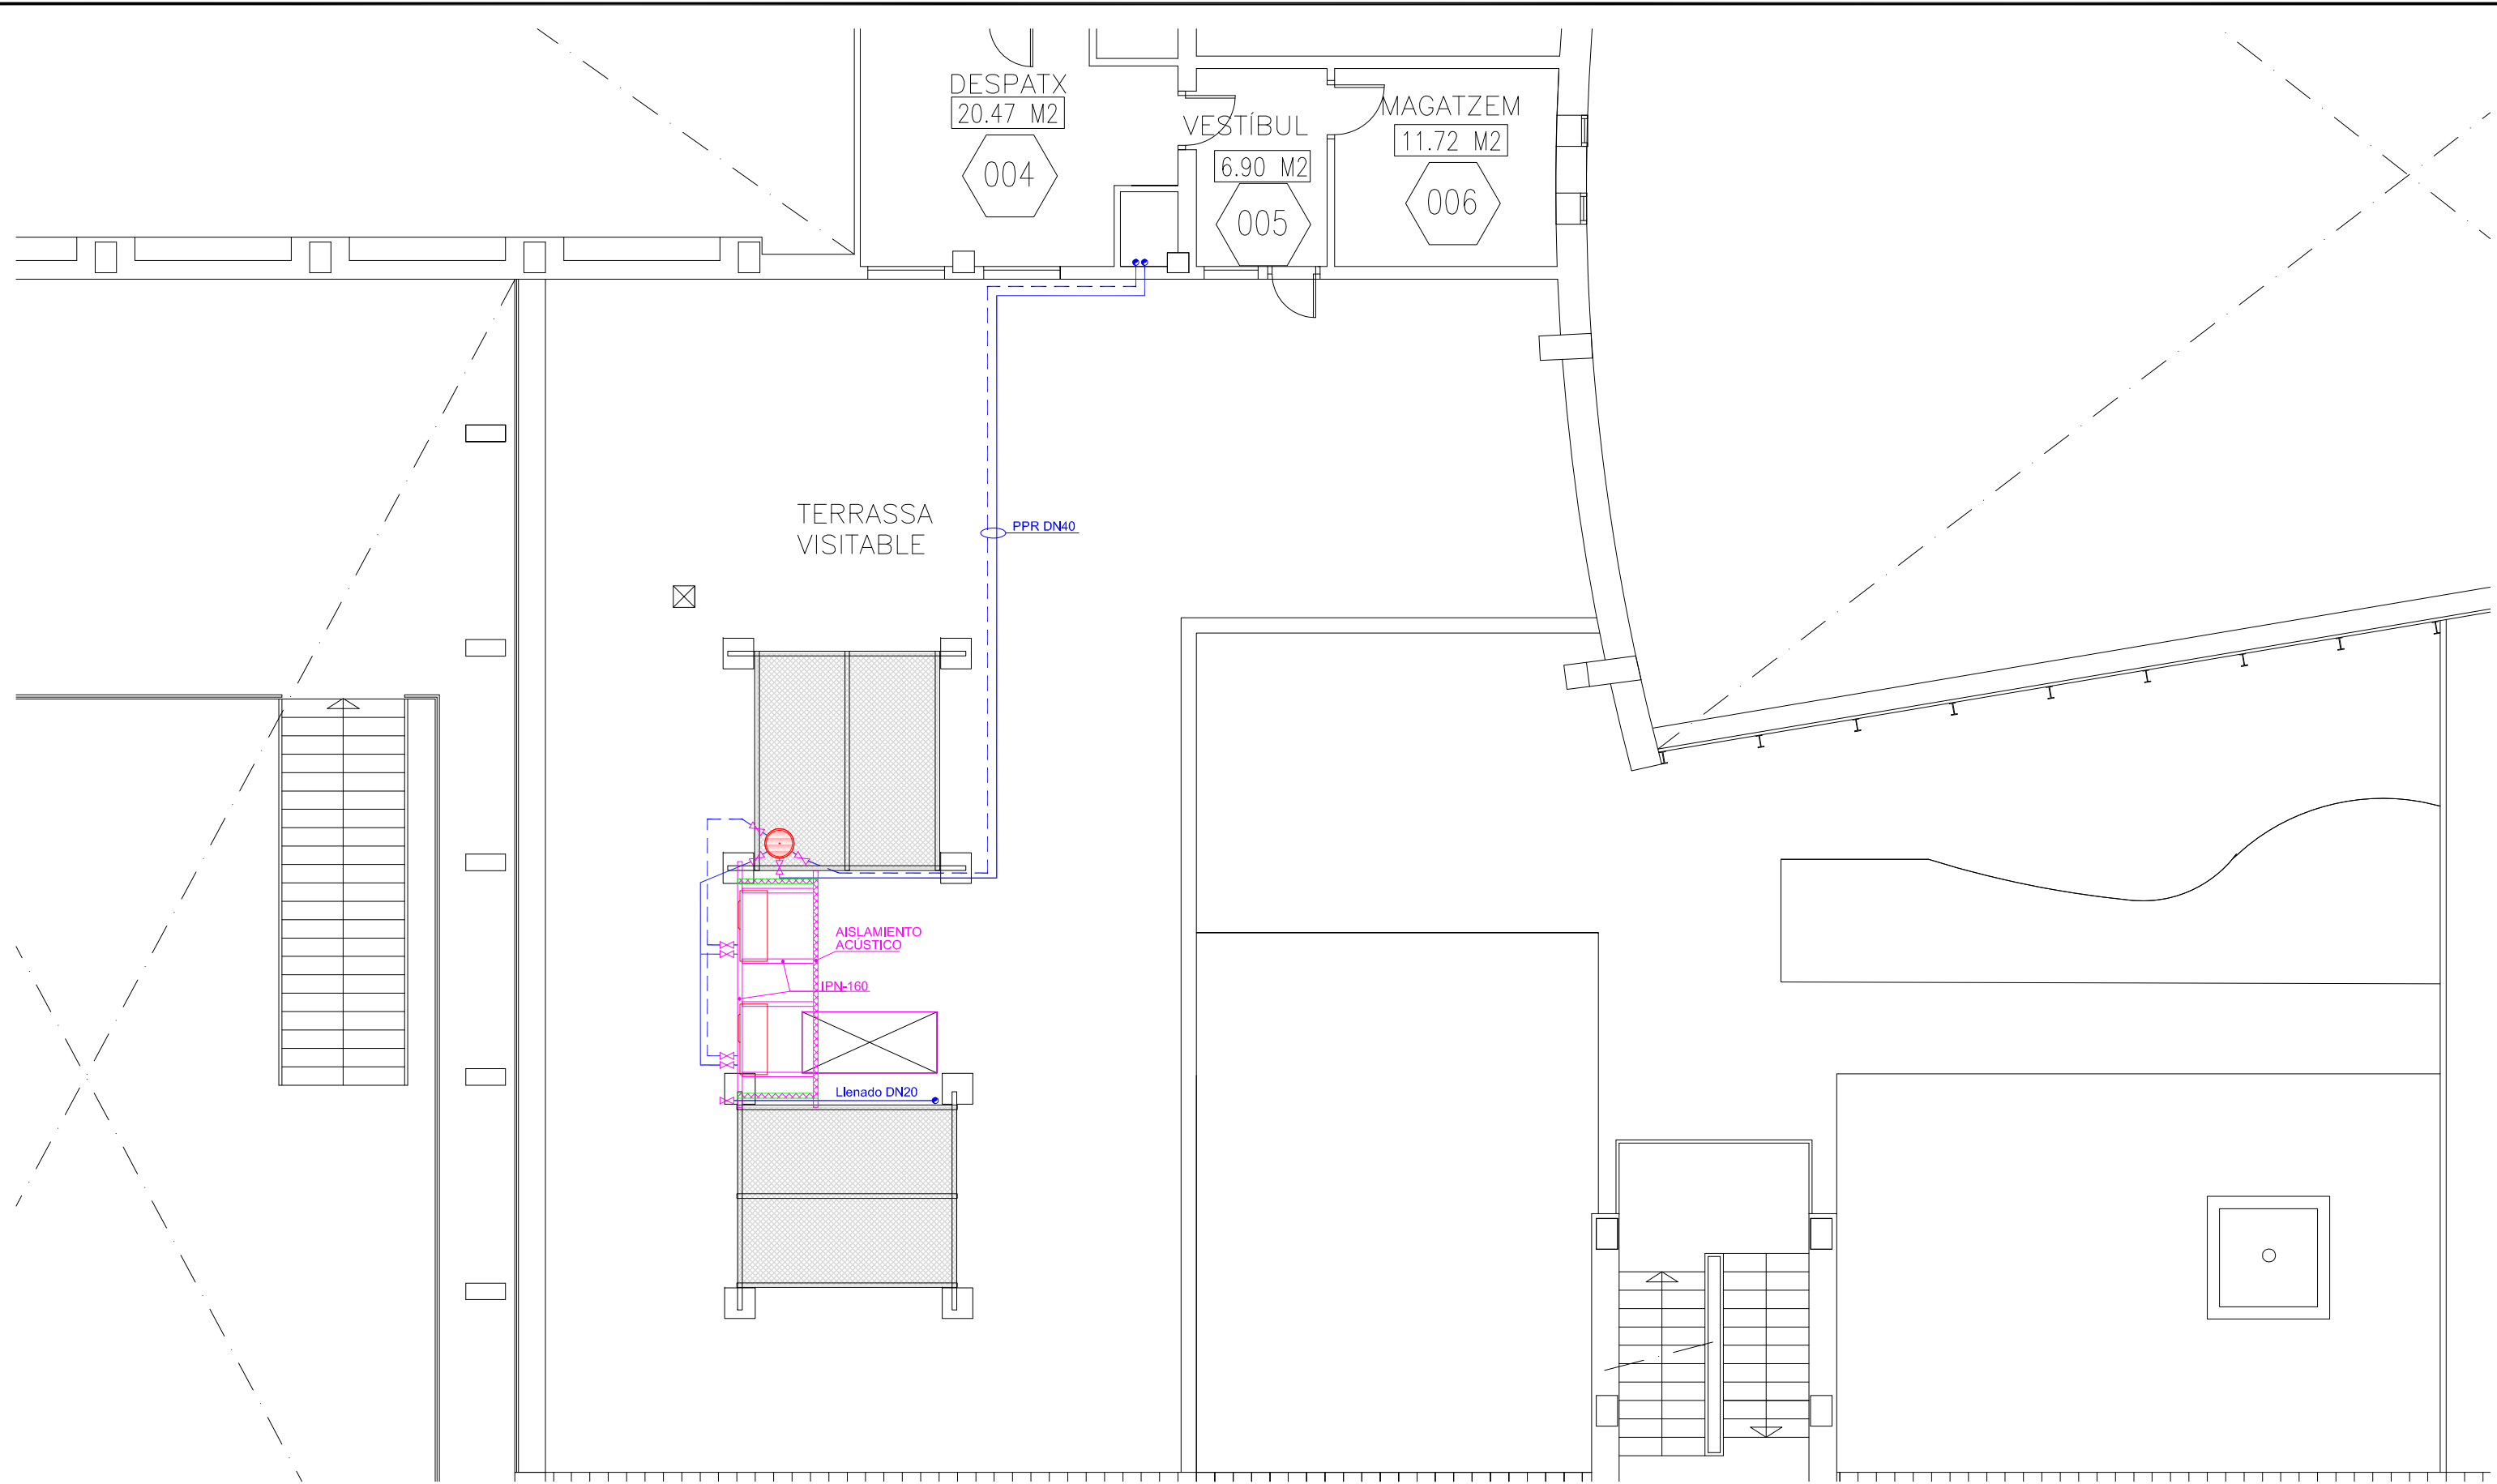 DESPATX
20.47 M2
004
VESTÍBUL
6.90 M2
005
MAGATZEM
11.72 M2
006
TERRASSA
VISITABLE
PPR DN40
AISLAMIENTO
ACÚSTICO
IPN-160
Llenado DN20